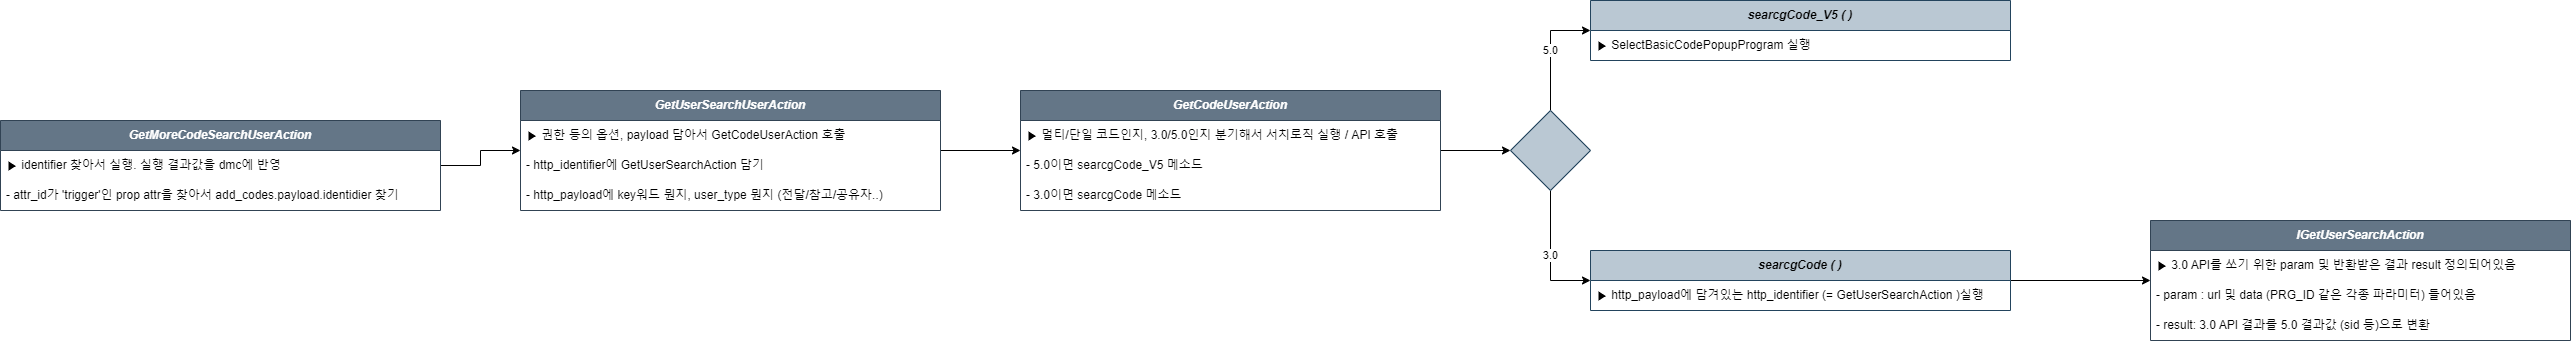 GetMoreCodeSearchUserAction
▶ identifier 찾아서 실행. 실행 결과값을 dmc에 반영
- attr_id가 'trigger'인 prop attr을 찾아서 add_codes.payload.identidier 찾기
GetUserSearchUserAction
▶ 권한 등의 옵션, payload 담아서 GetCodeUserAction 호출
- http_identifier에 GetUserSearchAction 담기
- http_payload에 key워드 뭔지, user_type 뭔지 (전달/참고/공유자..)
GetCodeUserAction
▶ 멀티/단일 코드인지, 3.0/5.0인지 분기해서 서치로직 실행 / API 호출
- 5.0이면 searcgCode_V5 메소드
- 3.0이면 searcgCode 메소드
5.0
searcgCode_V5 ( )
▶ SelectBasicCodePopupProgram 실행
3.0
searcgCode ( )
▶ http_payload에 담겨있는 http_identifier (= GetUserSearchAction )실행
IGetUserSearchAction
▶ 3.0 API를 쏘기 위한 param 및 반환받은 결과 result 정의되어있음
- param : url 및 data (PRG_ID 같은 각종 파라미터) 들어있음
- result: 3.0 API 결과를 5.0 결과값 (sid 등)으로 변환